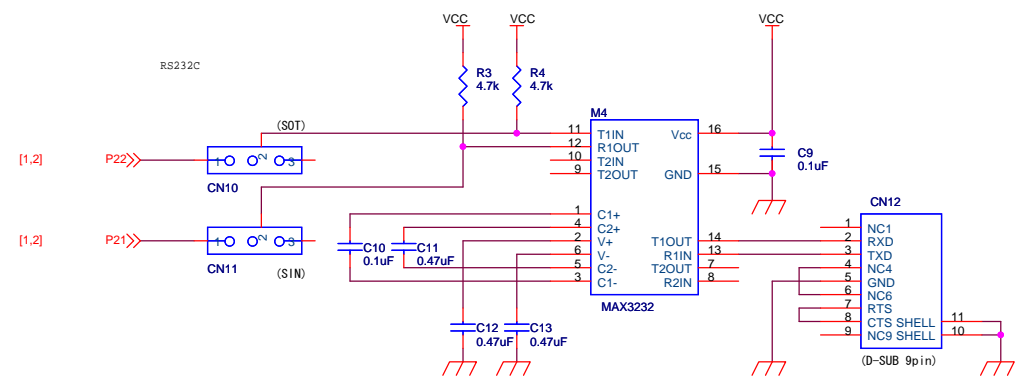 VCC VCC VCC
RS232C
R3 R4
4.7k 4.7k
M4
(SOT)
11 T1IN Vcc 16
12 R1OUT
10 T2IN
9 T2OUT GND 15
C9
0.1uF
[1,2] P22 1 2 3
CN10
CN12
1 C1+
4 C2+
2 V+ T1OUT 14
6 V- R1IN 13
5 C2- T2OUT 7
3 C1- R2IN 8
MAX3232
[1,2] P21 1 2 3
CN11
(SIN)
C10 C11
0.1uF 0.47uF
1 NC1
2 RXD
3 TXD
4 NC4
5 GND
6 NC6
7 RTS
8 CTS SHELL 11
9 NC9 SHELL 10
(D-SUB 9pin)
C12 C13
0.47uF 0.47uF